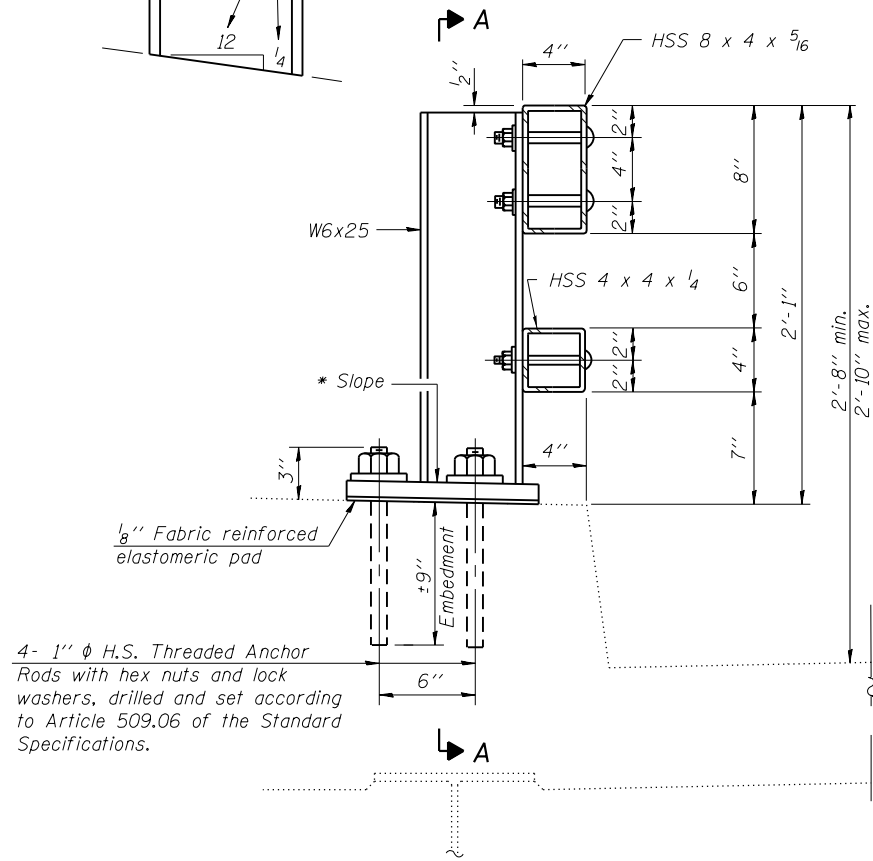 A
12
1/4
4"
HSS 8 x 4 x 5/16
1/2"
2"
4"
2"
8"
W6x25
HSS 4 x 4 x 1/4
6"
2'-1"
2'-8" min.
2'-10" max.
2"
2"
4"
* Slope
4"
7"
3"
1/8" Fabric reinforced
elastomeric pad
±9"
Embedment
4- 1" ϕ H.S. Threaded Anchor
Rods with hex nuts and lock
washers, drilled and set according
to Article 509.06 of the Standard
Specifications.
6"
A